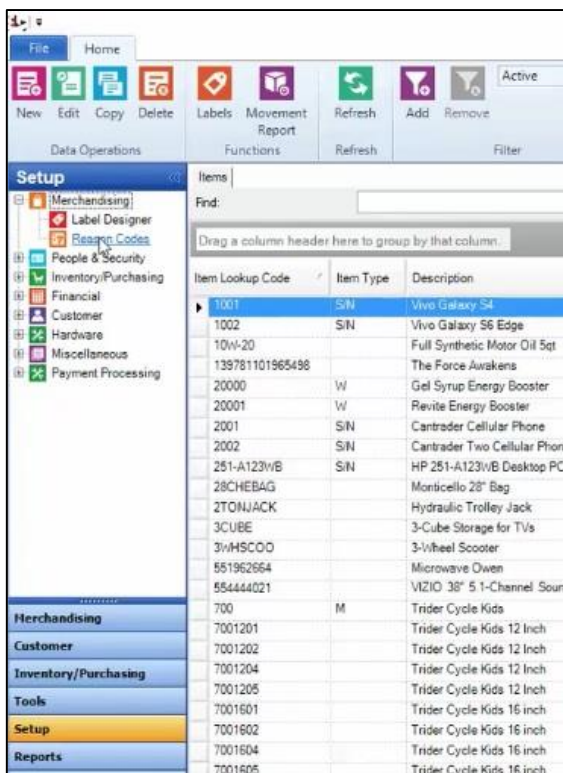 File Home
New Edit Copy Delete Labels Movement Report Refresh Add Remove Active
Data Operations Functions Refresh Filter
Setup
Merchandising
Label Designer
Reason Codes
People & Security
Inventory/Purchasing
Financial
Customer
Hardware
Miscellaneous
Payment Processing
Merchandising
Customer
Inventory/Purchasing
Tools
Setup
Reports
Items
Find:
Drag a column header here to group by that column.
Item Lookup Code Item Type Description
1001 S/N Vivo Galaxy S4
1002 S/N Vivo Galaxy S6 Edge
10W-20 Full Synthetic Motor Oil 5qt
139781101965498 The Force Awakens
20000 W Gel Syrup Energy Booster
20001 W Revite Energy Booster
2001 S/N Cantrader Cellular Phone
2002 S/N Cantrader Two Cellular Phon
251-A123WB S/N HP 251-A123WB Desktop PC
28CHEBAG Monticello 28" Bag
2TONJACK Hydraulic Trolley Jack
3CUBE 3-Cube Storage for TVs
3WHSCOO 3-Wheel Scooter
551962664 Microwave Owen
554444021 VIZIO 38" 5.1-Channel Soun
700 M Trider Cycle Kids
7001201 Trider Cycle Kids 12 Inch
7001202 Trider Cycle Kids 12 Inch
7001204 Trider Cycle Kids 12 Inch
7001205 Trider Cycle Kids 12 Inch
7001601 Trider Cycle Kids 16 inch
7001602 Trider Cycle Kids 16 inch
7001604 Trider Cycle Kids 16 inch
7001605 Trider Cycle Kids 16 inch